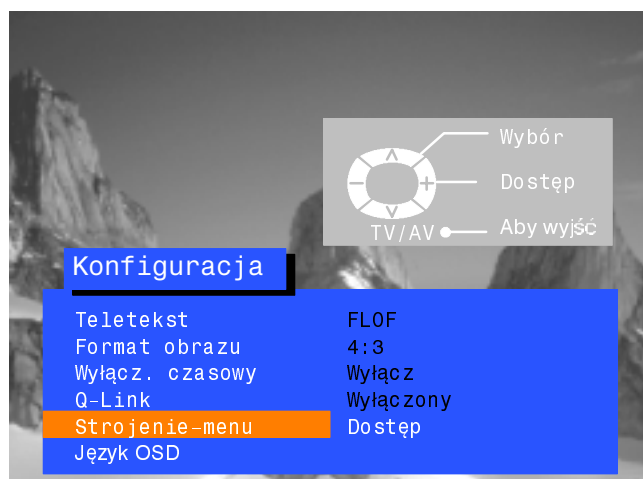 Wybór
Dostęp
TV/AV Aby wyjść
Konfiguracja
Teletekst FLOF
Format obrazu 4:3
Wyłącz. czasowy Wyłącz
Q-Link Wyłączony
Strojenie-menu Dostęp
Język OSD